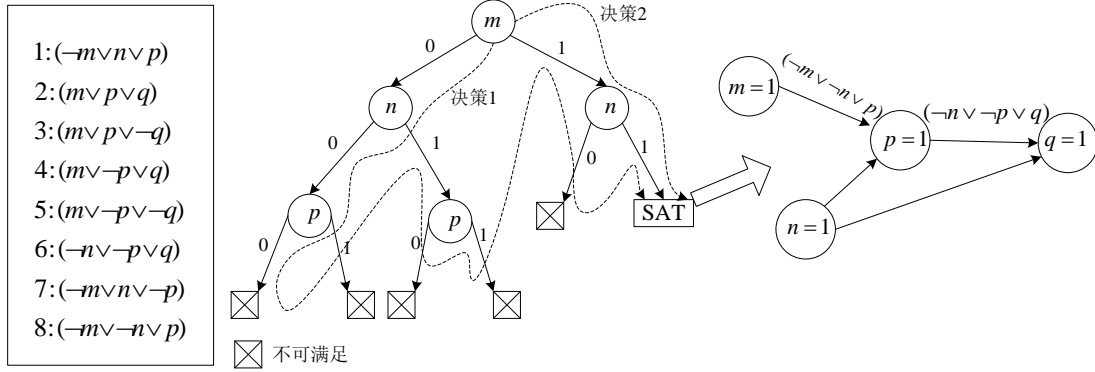 1:(¬m∨n∨p)
2:(m∨p∨q)
3:(m∨p∨¬q)
4:(m∨¬p∨q)
5:(m∨¬p∨¬q)
6:(¬n∨¬p∨q)
7:(¬m∨n∨¬p)
8:(¬m∨¬n∨p)
m
决策2
0
1
n
决策1
n
0
1
0
1
p
p
SAT
0
1
0
1
不可满足
m=1
(¬m∨¬n∨p)
(¬n∨¬p∨q)
p=1
q=1
n=1